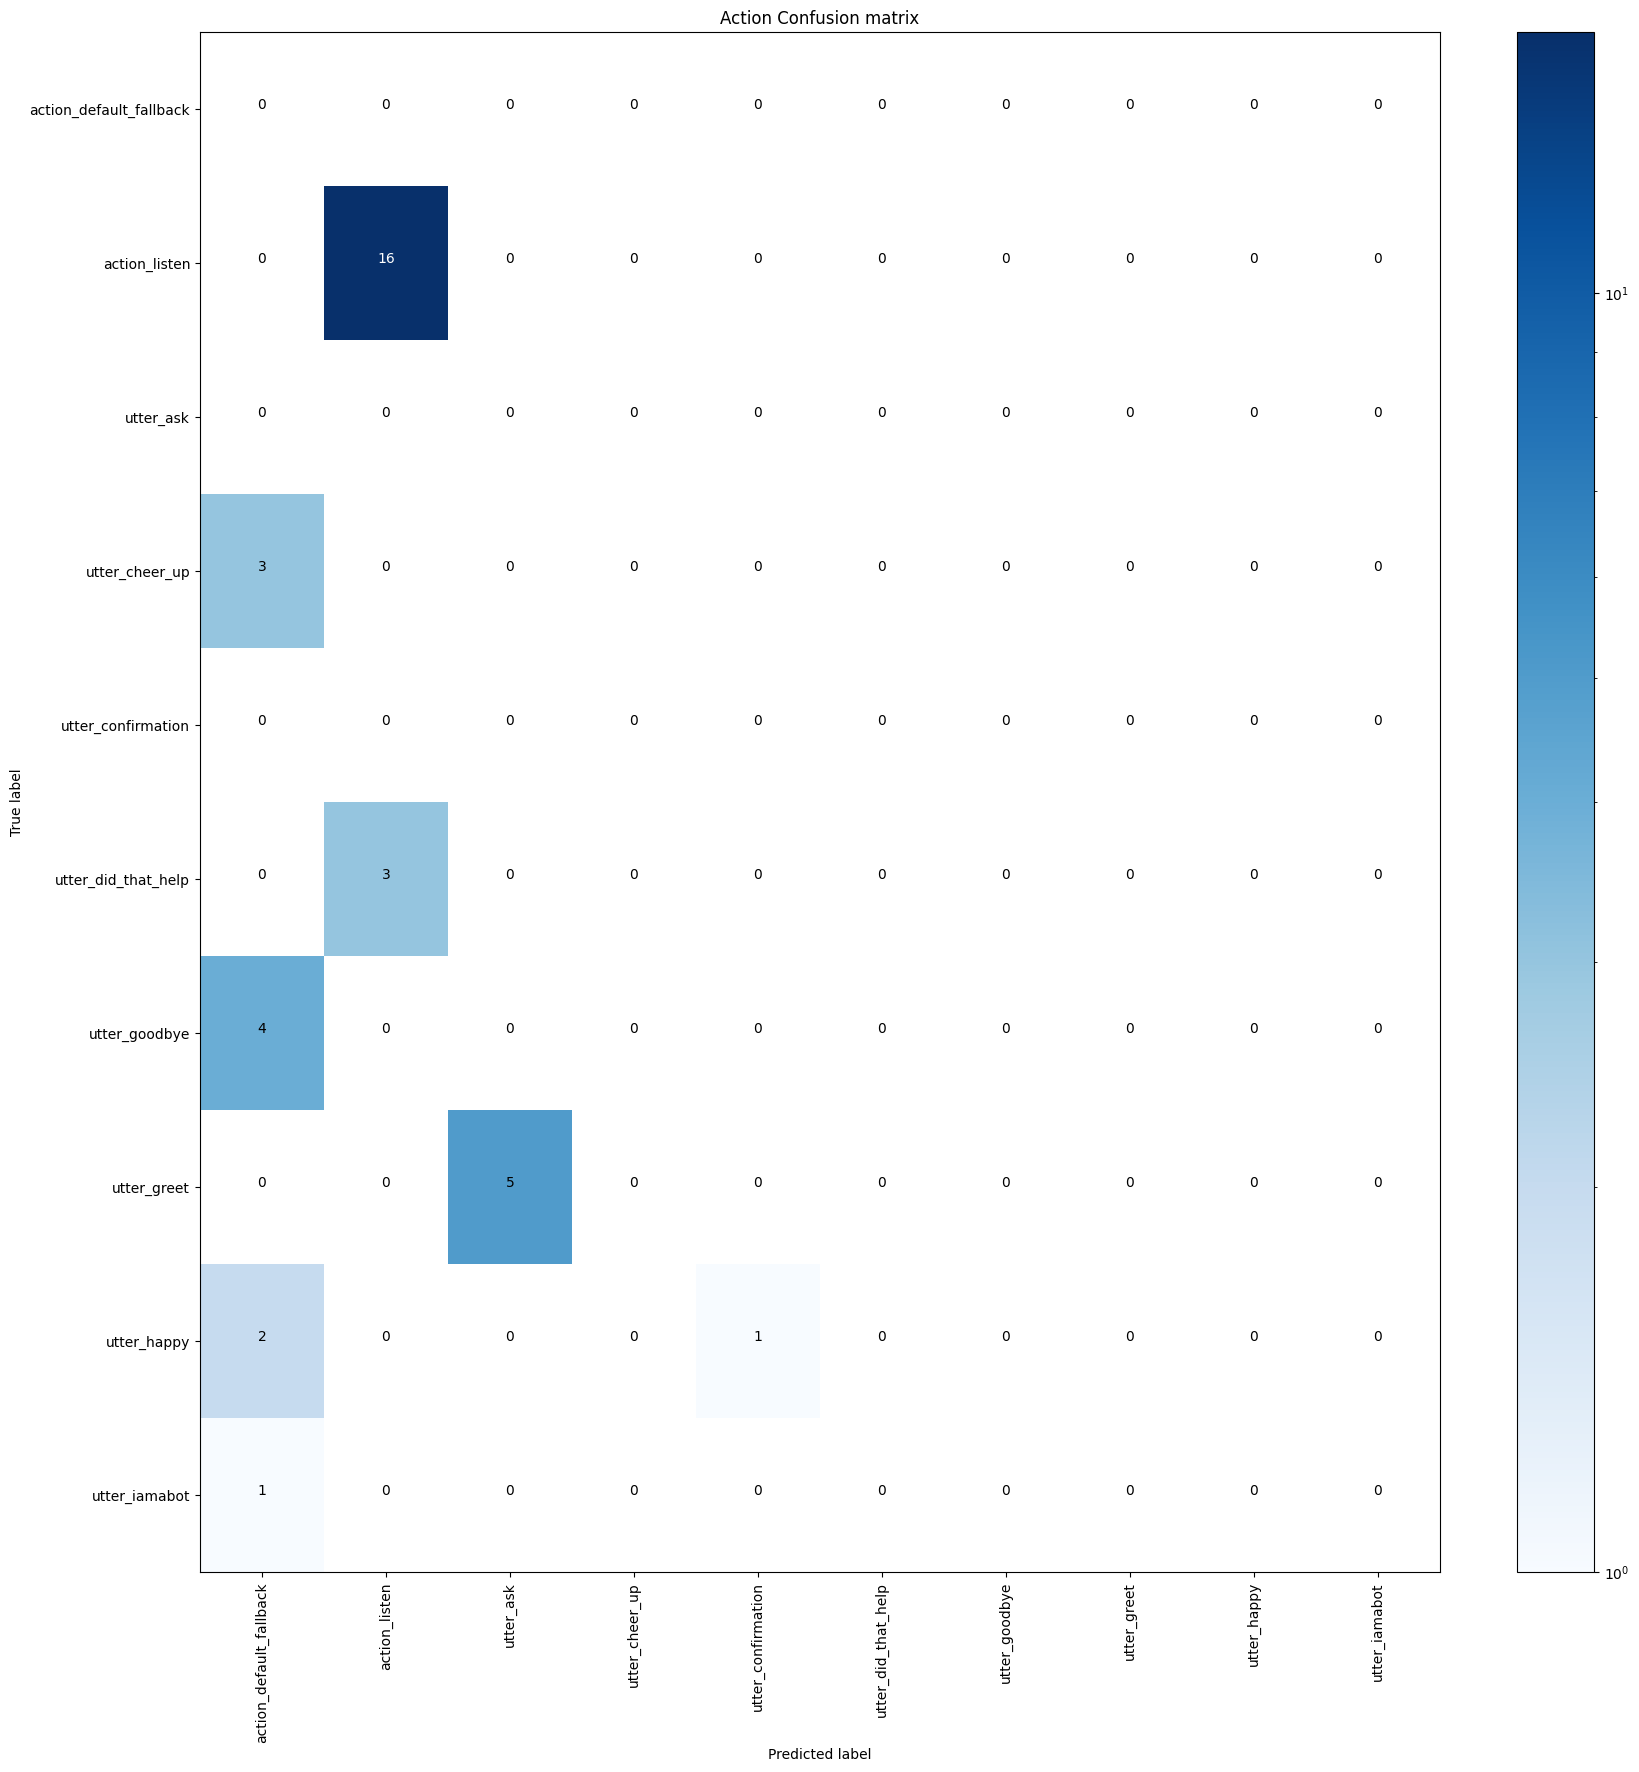 Action Confusion matrix
action_default_fallback 0 0 0 0 0 0 0 0 0 0
action_listen 0 16 0 0 0 0 0 0 0 0
utter_ask 0 0 0 0 0 0 0 0 0 0
utter_cheer_up 3 0 0 0 0 0 0 0 0 0
utter_confirmation 0 0 0 0 0 0 0 0 0 0
utter_did_that_help 0 3 0 0 0 0 0 0 0 0
utter_goodbye 4 0 0 0 0 0 0 0 0 0
utter_greet 0 0 5 0 0 0 0 0 0 0
utter_happy 2 0 0 0 1 0 0 0 0 0
utter_iamabot 1 0 0 0 0 0 0 0 0 0
True label
action_default_fallback
action_listen
utter_ask
utter_cheer_up
utter_confirmation
utter_did_that_help
utter_goodbye
utter_greet
utter_happy
utter_iamabot
Predicted label
10¹
10⁰